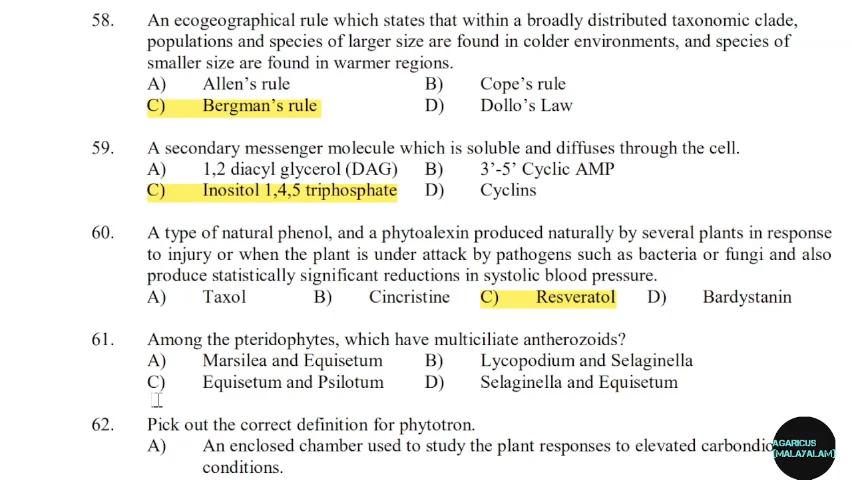 58. An ecogeographical rule which states that within a broadly distributed taxonomic clade,
populations and species of larger size are found in colder environments, and species of
smaller size are found in warmer regions.
A) Allen's rule B) Cope's rule
C) Bergman's rule D) Dollo's Law
59. A secondary messenger molecule which is soluble and diffuses through the cell.
A) 1,2 diacyl glycerol (DAG) B) 3'-5' Cyclic AMP
C) Inositol 1,4,5 triphosphate D) Cyclins
60. A type of natural phenol, and a phytoalexin produced naturally by several plants in response
to injury or when the plant is under attack by pathogens such as bacteria or fungi and also
produce statistically significant reductions in systolic blood pressure.
A) Taxol B) Cincristine C) Resveratol D) Bardystanin
61. Among the pteridophytes, which have multiciliate antherozoids?
A) Marsilea and Equisetum B) Lycopodium and Selaginella
C) Equisetum and Psilotum D) Selaginella and Equisetum
62. Pick out the correct definition for phytotron.
A) An enclosed chamber used to study the plant responses to elevated
conditions.
AGARICUS
(MALAYALAM)